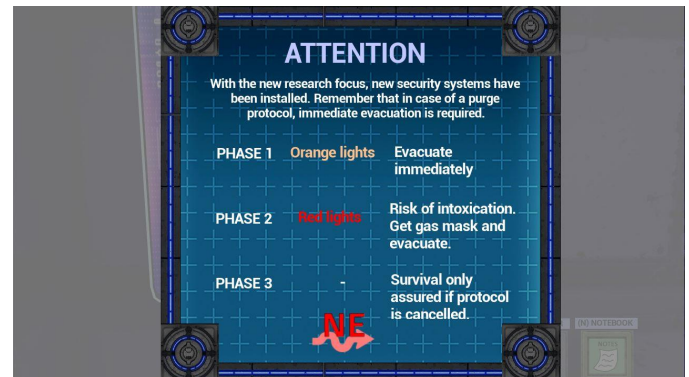 ATTENTION
With the new research focus, new security systems have
been installed. Remember that in case of a purge
protocol, immediate evacuation is required.
PHASE 1 Orange lights Evacuate
immediately
PHASE 2 Red lights Risk of intoxication.
Get gas mask and
evacuate.
PHASE 3 - Survival only
assured if protocol
is cancelled.
NE
(N) NOTEBOOK
NOTES